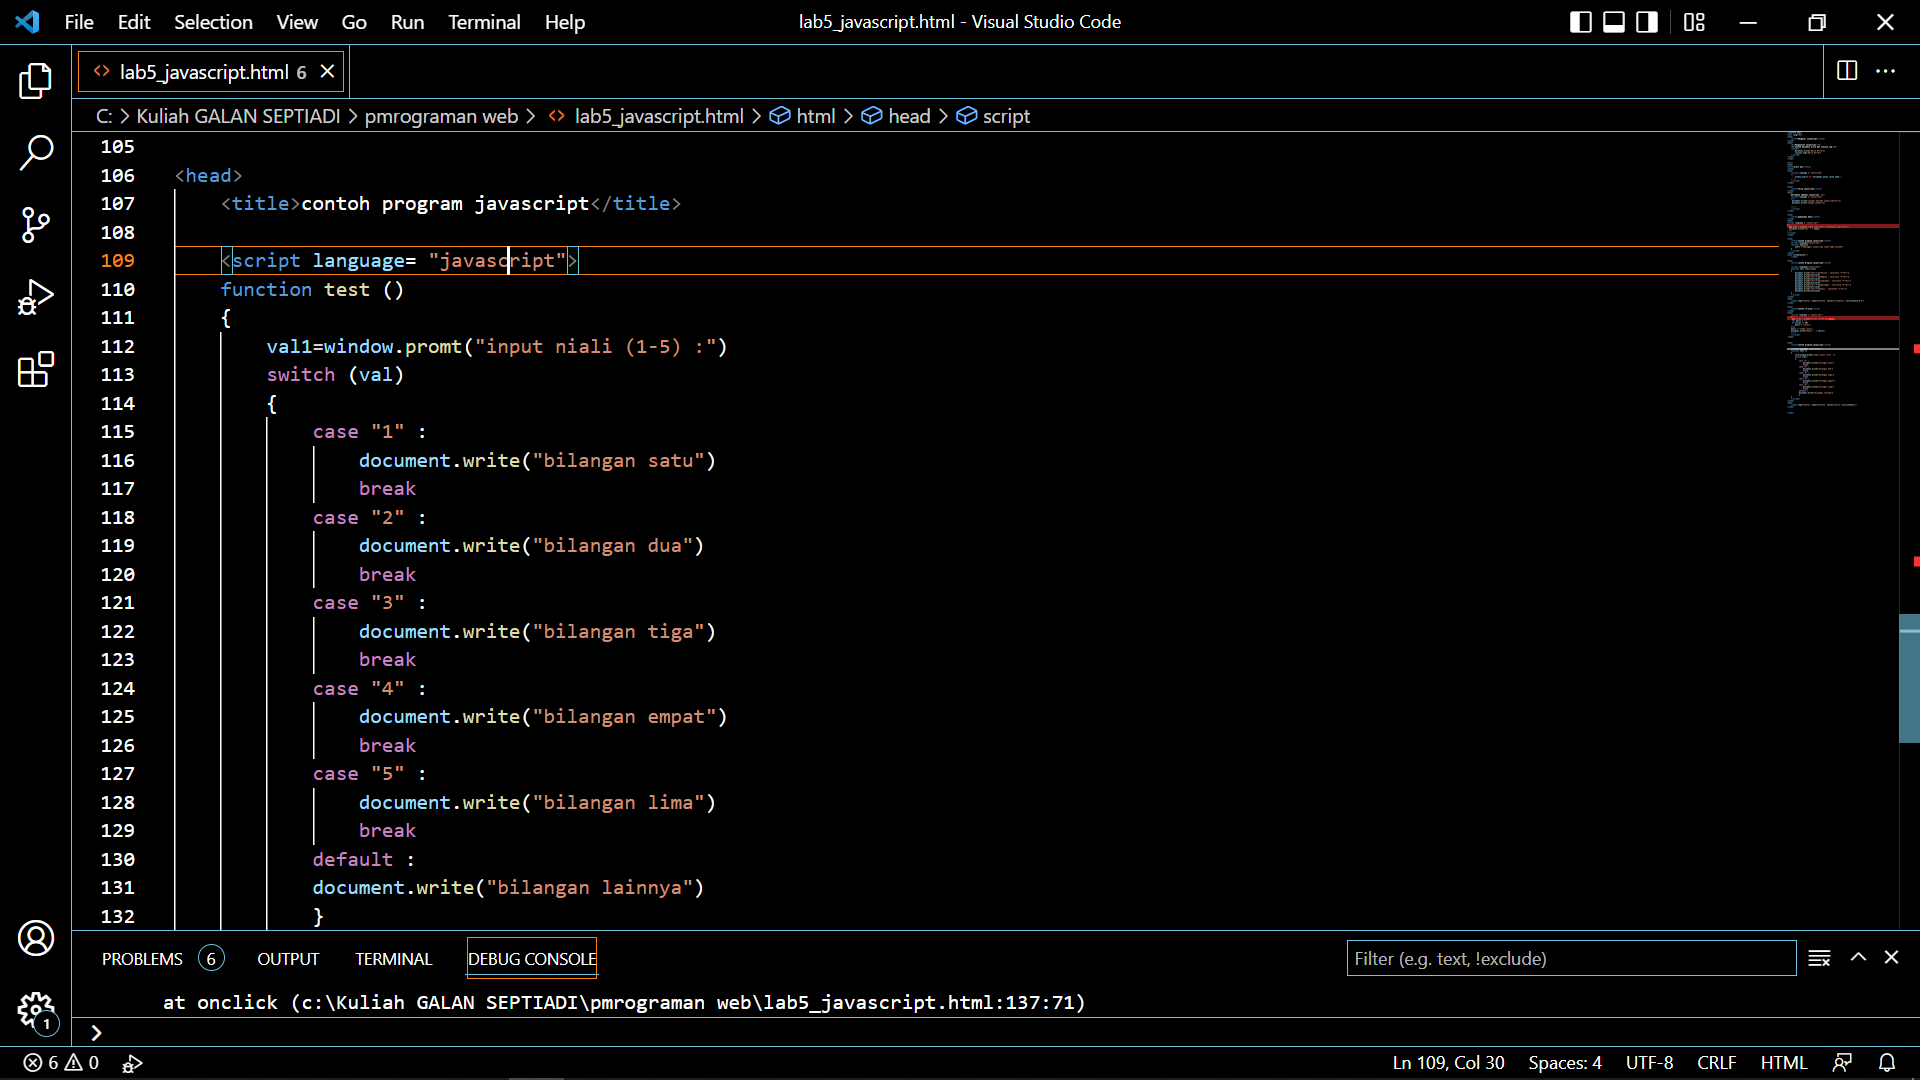 File Edit Selection View Go Run Terminal Help lab5_javascript.html - Visual Studio Code
lab5_javascript.html 6
C: > Kuliah GALAN SEPTIADI > pmrograman web > lab5_javascript.html > html > head > script
105
106 <head>
107 <title>contoh program javascript</title>
108
109 <script language= "javascript">
110 function test ()
111 {
112 val1=window.promt("input niali (1-5) :")
113 switch (val)
114 {
115 case "1" :
116 document.write("bilangan satu")
117 break
118 case "2" :
119 document.write("bilangan dua")
120 break
121 case "3" :
122 document.write("bilangan tiga")
123 break
124 case "4" :
125 document.write("bilangan empat")
126 break
127 case "5" :
128 document.write("bilangan lima")
129 break
130 default :
131 document.write("bilangan lainnya")
132 }
PROBLEMS 6 OUTPUT TERMINAL DEBUG CONSOLE Filter (e.g. text, !exclude)
at onclick (c:\Kuliah GALAN SEPTIADI\pmrograman web\lab5_javascript.html:137:71)
1
6 0 Ln 109, Col 30 Spaces: 4 UTF-8 CRLF HTML